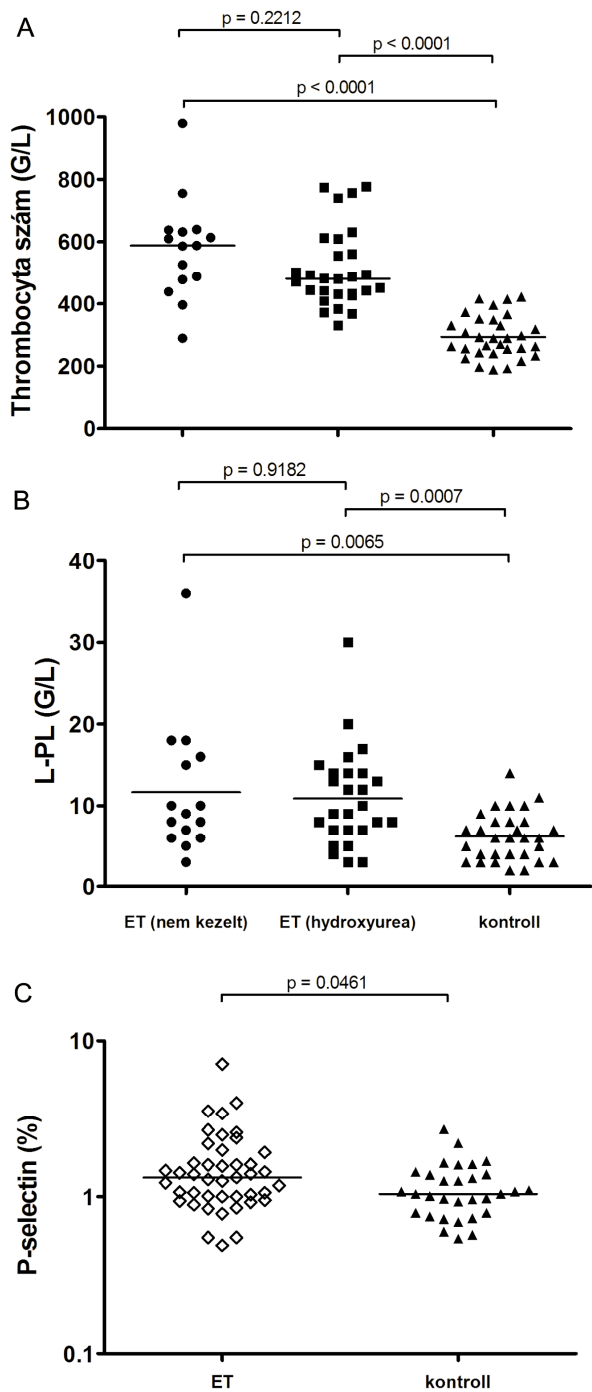 A
p = 0.2212
p < 0.0001
p < 0.0001
Thrombocyta szám (G/L)
1000
800
600
400
200
0
B
p = 0.9182
p = 0.0007
p = 0.0065
L-PL (G/L)
40
30
20
10
0
ET (nem kezelt) ET (hydroxyurea) kontroll
C
p = 0.0461
P-selectin (%)
10
1
0.1
ET kontroll